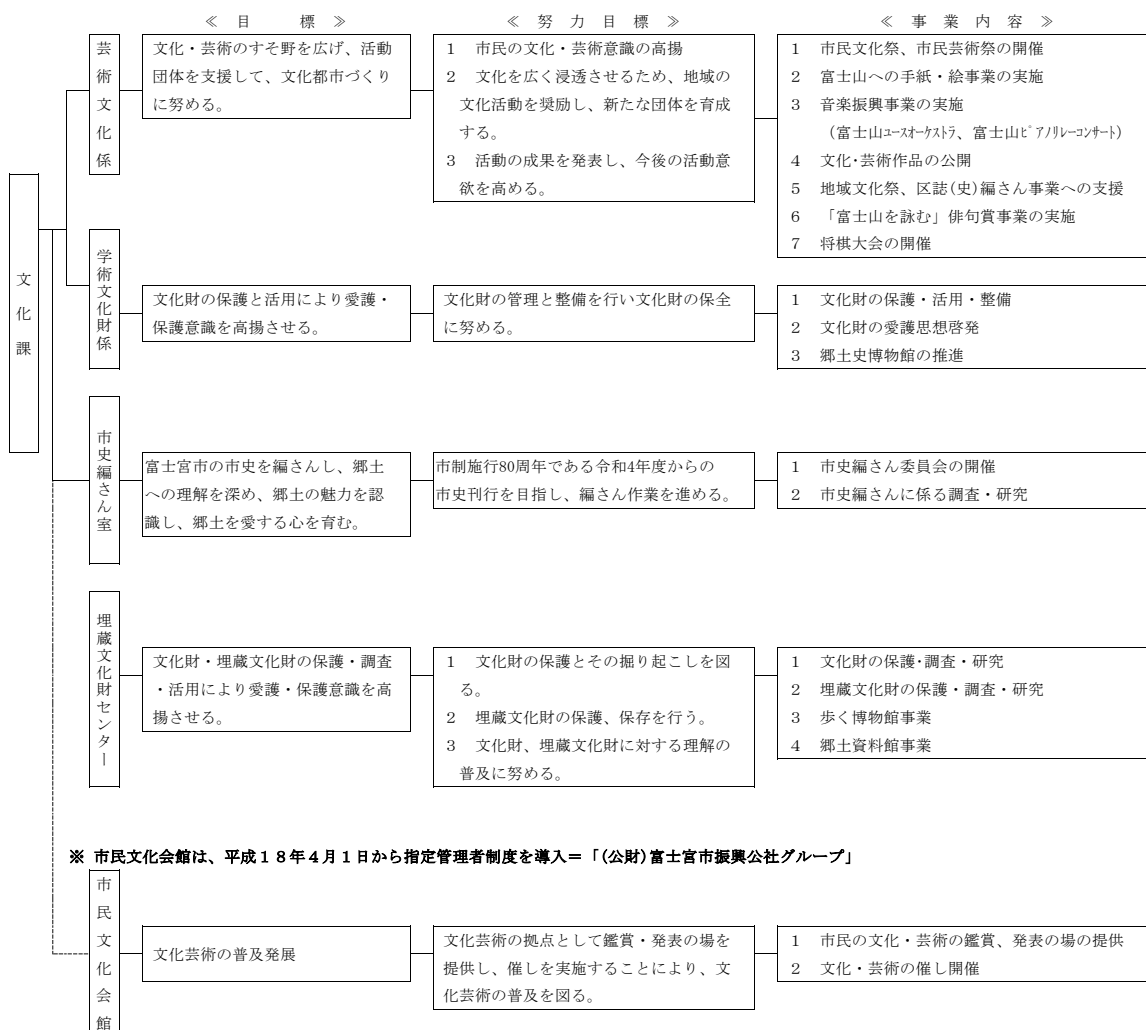 ≪ 目 標 ≫
≪ 努 力 目 標 ≫
≪ 事 業 内 容 ≫
文化課
芸術文化係
文化・芸術のすそ野を広げ、活動
団体を支援して、文化都市づくり
に努める。
1 市民の文化・芸術意識の高揚
2 文化を広く浸透させるため、地域の
文化活動を奨励し、新たな団体を育成
する。
3 活動の成果を発表し、今後の活動意
欲を高める。
1 市民文化祭、市民芸術祭の開催
2 富士山への手紙・絵事業の実施
3 音楽振興事業の実施
（富士山ﾕｰｽｵｰｹｽﾄﾗ、富士山ﾋﾟｱﾉﾘﾚｰｺﾝｻｰﾄ）
4 文化・芸術作品の公開
5 地域文化祭、区誌(史)編さん事業への支援
6 「富士山を詠む」俳句賞事業の実施
7 将棋大会の開催
学術文化財係
文化財の保護と活用により愛護・
保護意識を高揚させる。
文化財の管理と整備を行い文化財の保全
に努める。
1 文化財の保護・活用・整備
2 文化財の愛護思想啓発
3 郷土史博物館の推進
市史編さん室
富士宮市の市史を編さんし、郷土
への理解を深め、郷土の魅力を認
識し、郷土を愛する心を育む。
市制施行80周年である令和4年度からの
市史刊行を目指し、編さん作業を進める。
1 市史編さん委員会の開催
2 市史編さんに係る調査・研究
埋蔵文化財センター
文化財・埋蔵文化財の保護・調査
・活用により愛護・保護意識を高
揚させる。
1 文化財の保護とその掘り起こしを図
る。
2 埋蔵文化財の保護、保存を行う。
3 文化財、埋蔵文化財に対する理解の
普及に努める。
1 文化財の保護・調査・研究
2 埋蔵文化財の保護・調査・研究
3 歩く博物館事業
4 郷土資料館事業
※ 市民文化会館は、平成１８年４月１日から指定管理者制度を導入＝「(公財)富士宮市振興公社グループ」
市民文化会館
文化芸術の普及発展
文化芸術の拠点として鑑賞・発表の場を
提供し、催しを実施することにより、文
化芸術の普及を図る。
1 市民の文化・芸術の鑑賞、発表の場の提供
2 文化・芸術の催し開催